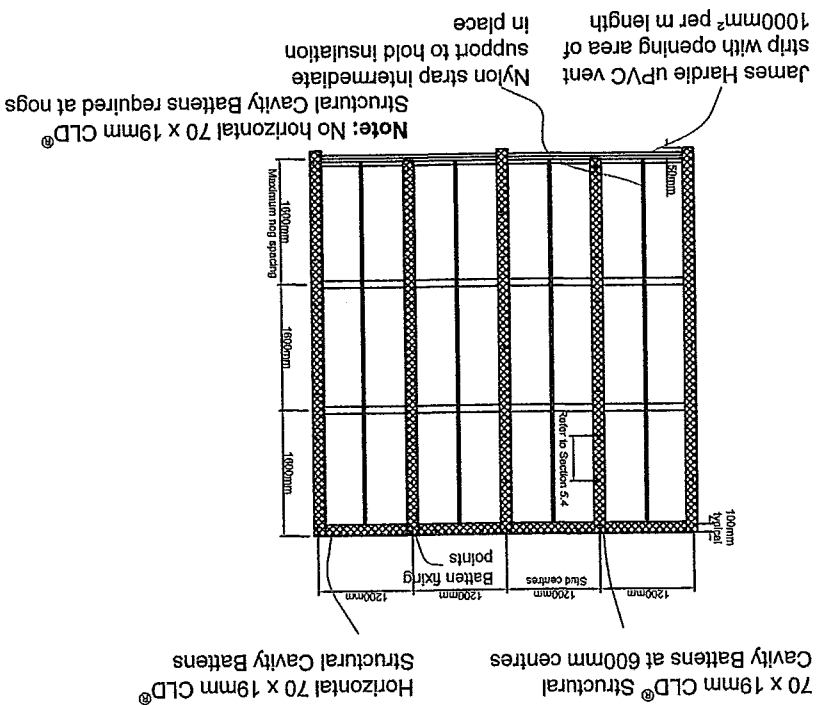 70 x 19mm CLD® Structural
Cavity Battens at 600mm centres
Horizontal 70 x 19mm CLD®
Structural Cavity Battens
1200mm
1200mm
Stud centres
1200mm
1200mm
Batten fixing
points
100mm
typical
Refer to Section 5.4
1600mm
1600mm
1600mm
Maximum nog spacing
50mm
Note: No horizontal 70 x 19mm CLD®
Structural Cavity Battens required at nogs
James Hardie uPVC vent
strip with opening area of
1000mm² per m length
Nylon strap intermediate
support to hold insulation
in place